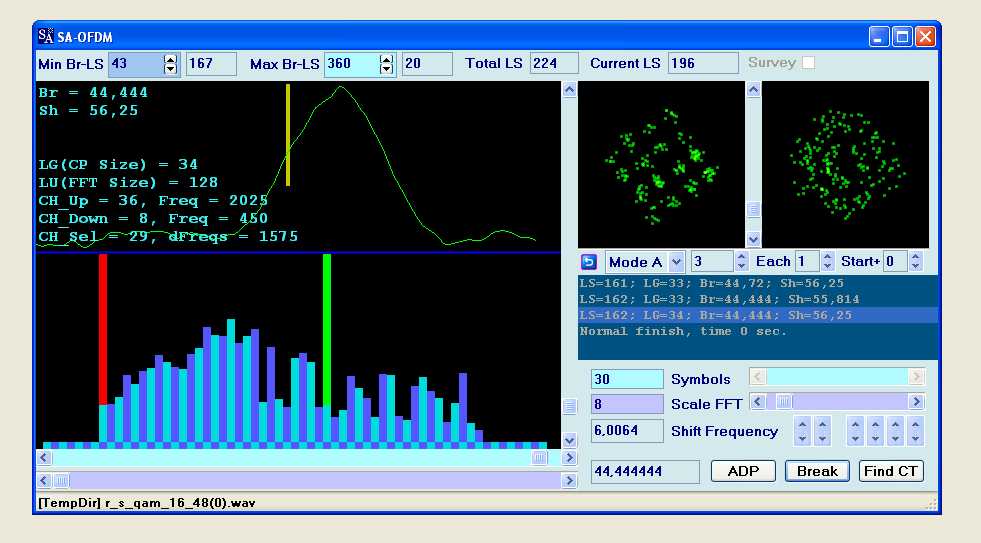 SA-OFDM
Min Br-LS 43 167 Max Br-LS 360 20 Total LS 224 Current LS 196 Survey
Br = 44,444
Sh = 56,25
LG(CP Size) = 34
LU(FFT Size) = 128
CH_Up = 36, Freq = 2025
CH_Down = 8, Freq = 450
CH_Sel = 29, dFreqs = 1575
Mode A 3 Each 1 Start+ 0
LS=161; LG=33; Br=44,72; Sh=56,25
LS=162; LG=33; Br=44,444; Sh=55,814
LS=162; LG=34; Br=44,444; Sh=56,25
Normal finish, time 0 sec.
30 Symbols
8 Scale FFT
6,0064 Shift Frequency
44,444444 ADP Break Find CT
[TempDir] r_s_qam_16_48(0).wav